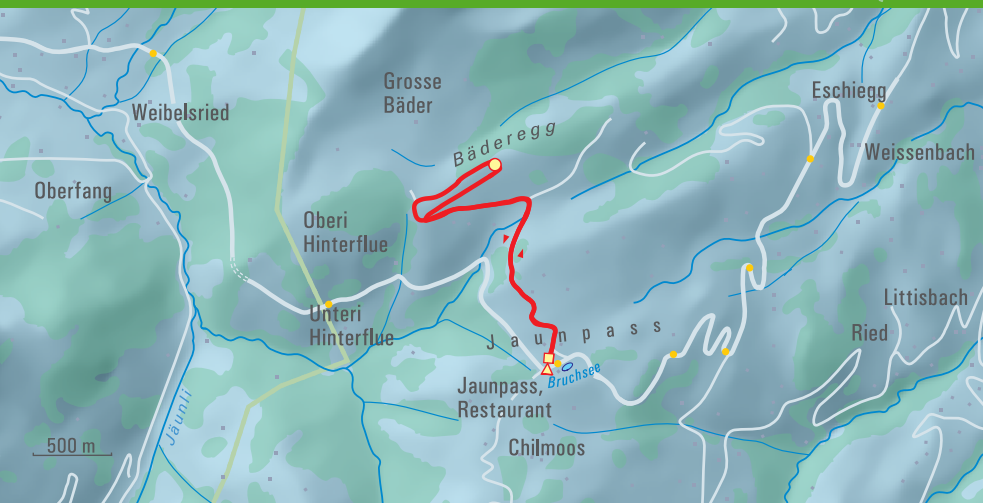 Grosse
Bäder
Eschiegg
Weibelsried
Bäderegg
Weissenbach
Oberfang
Oberi
Hinterflue
Littisbach
Unteri
Hinterflue
Jaunpass
Ried
Bruchsee
Jaunpass,
Restaurant
Jäunli
500 m
Chilmoos